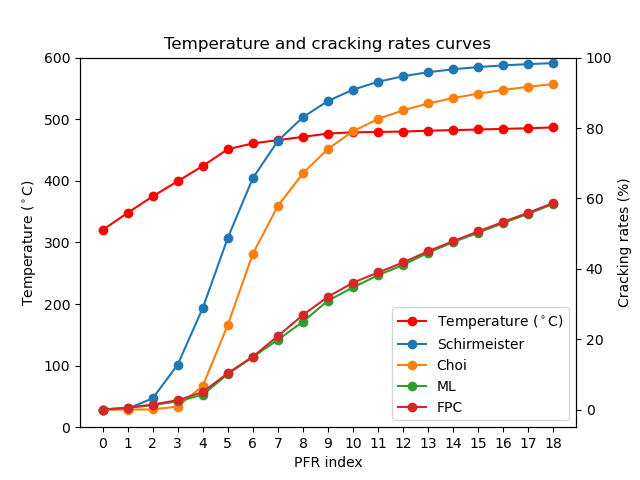 Temperature and cracking rates curves
600
500
400
300
200
100
0
Temperature (°C)
100
80
60
40
20
0
Cracking rates (%)
Temperature (°C)
Schirmeister
Choi
ML
FPC
0 1 2 3 4 5 6 7 8 9 10 11 12 13 14 15 16 17 18
PFR index